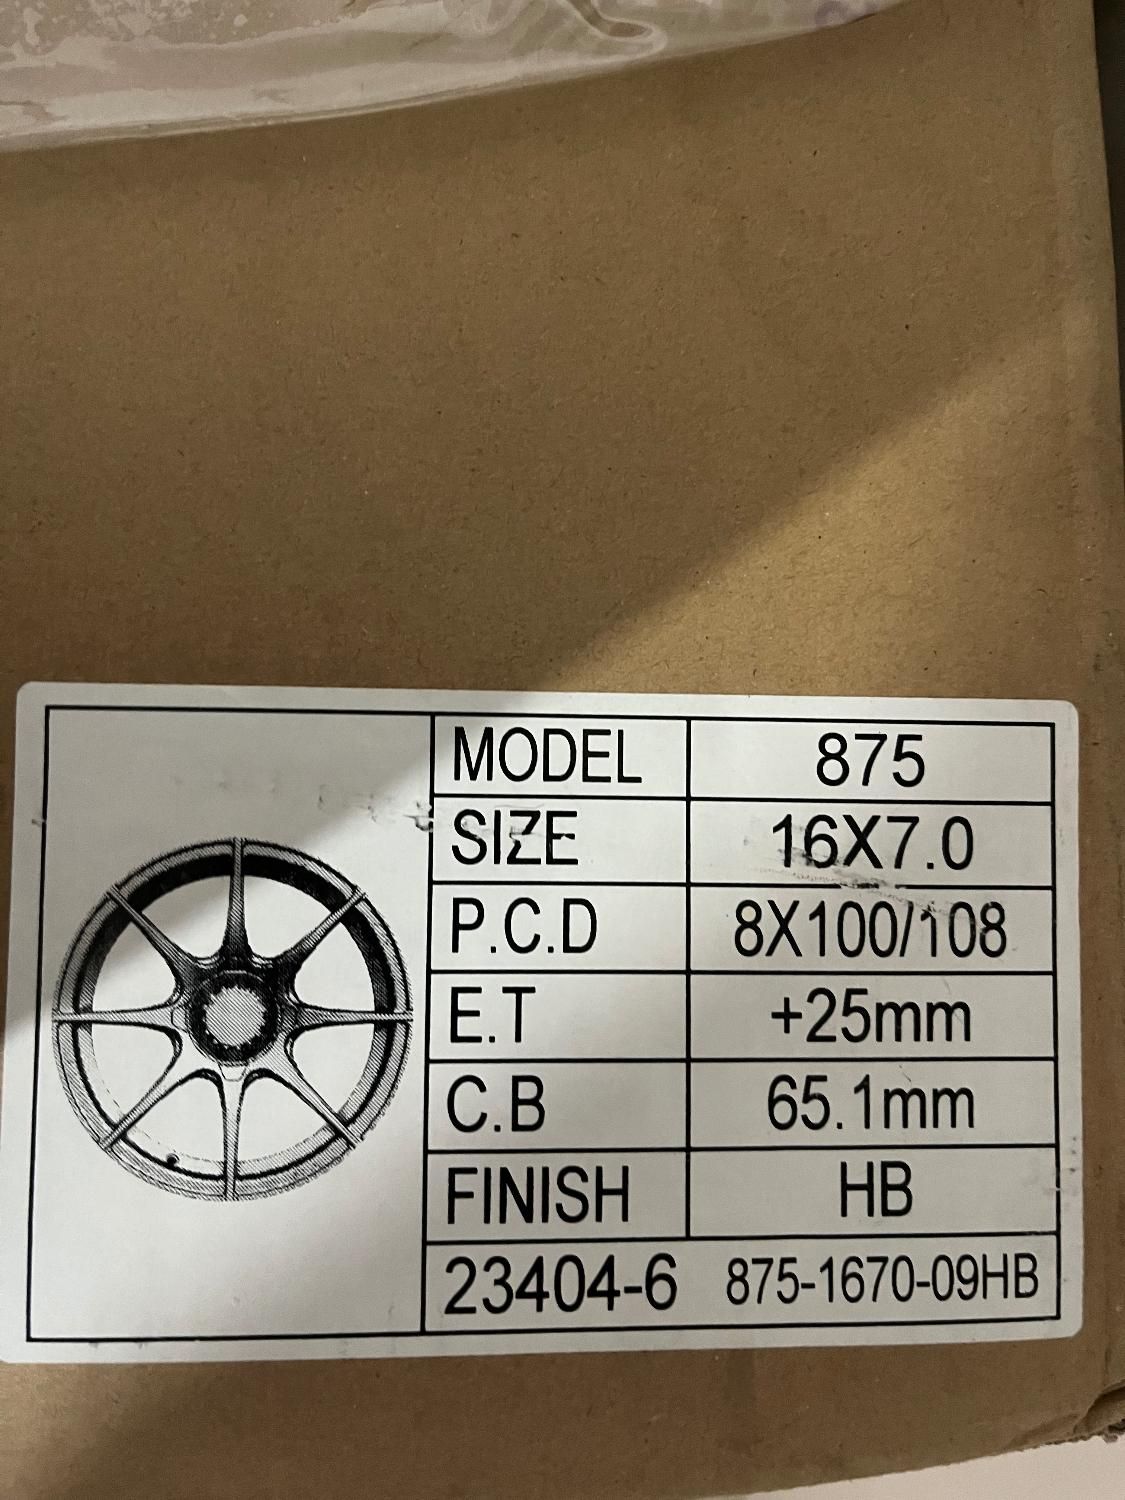 MODEL 875
SIZE 16X7.0
P.C.D 8X100/108
E.T +25mm
C.B 65.1mm
FINISH HB
23404-6 875-1670-09HB